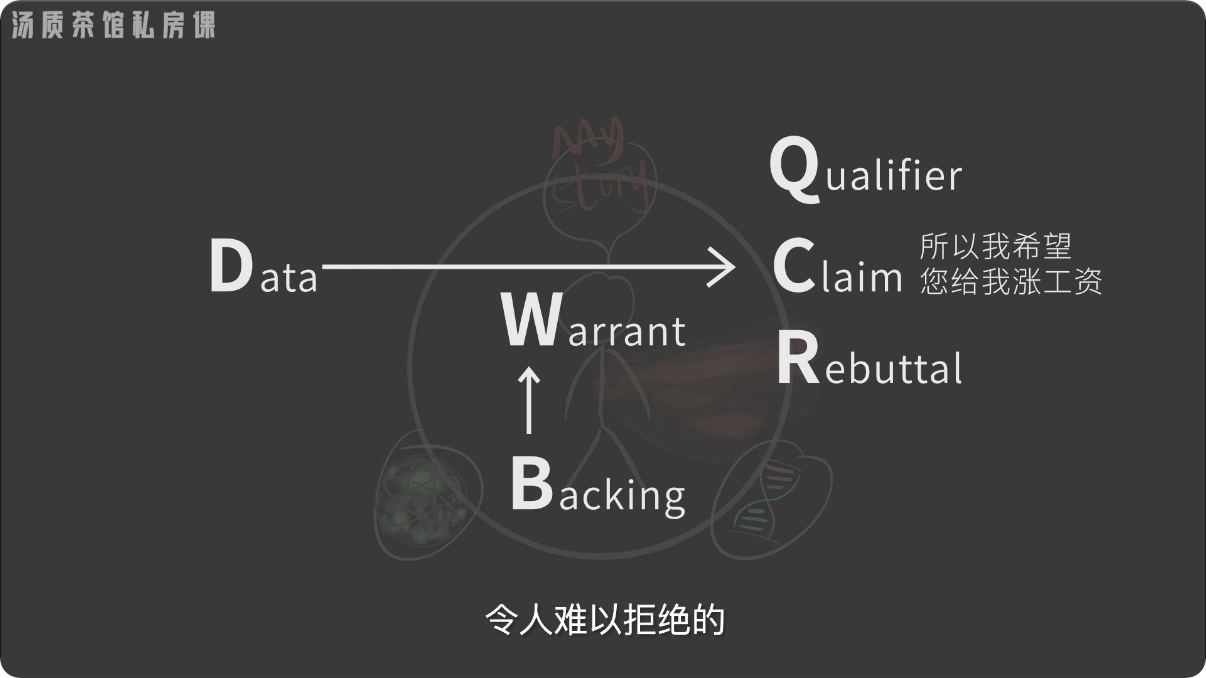 汤质茶馆私房课
My
story
Qualifier
Data
Claim
所以我希望
您给我涨工资
Warrant
Rebuttal
Backing
令人难以拒绝的